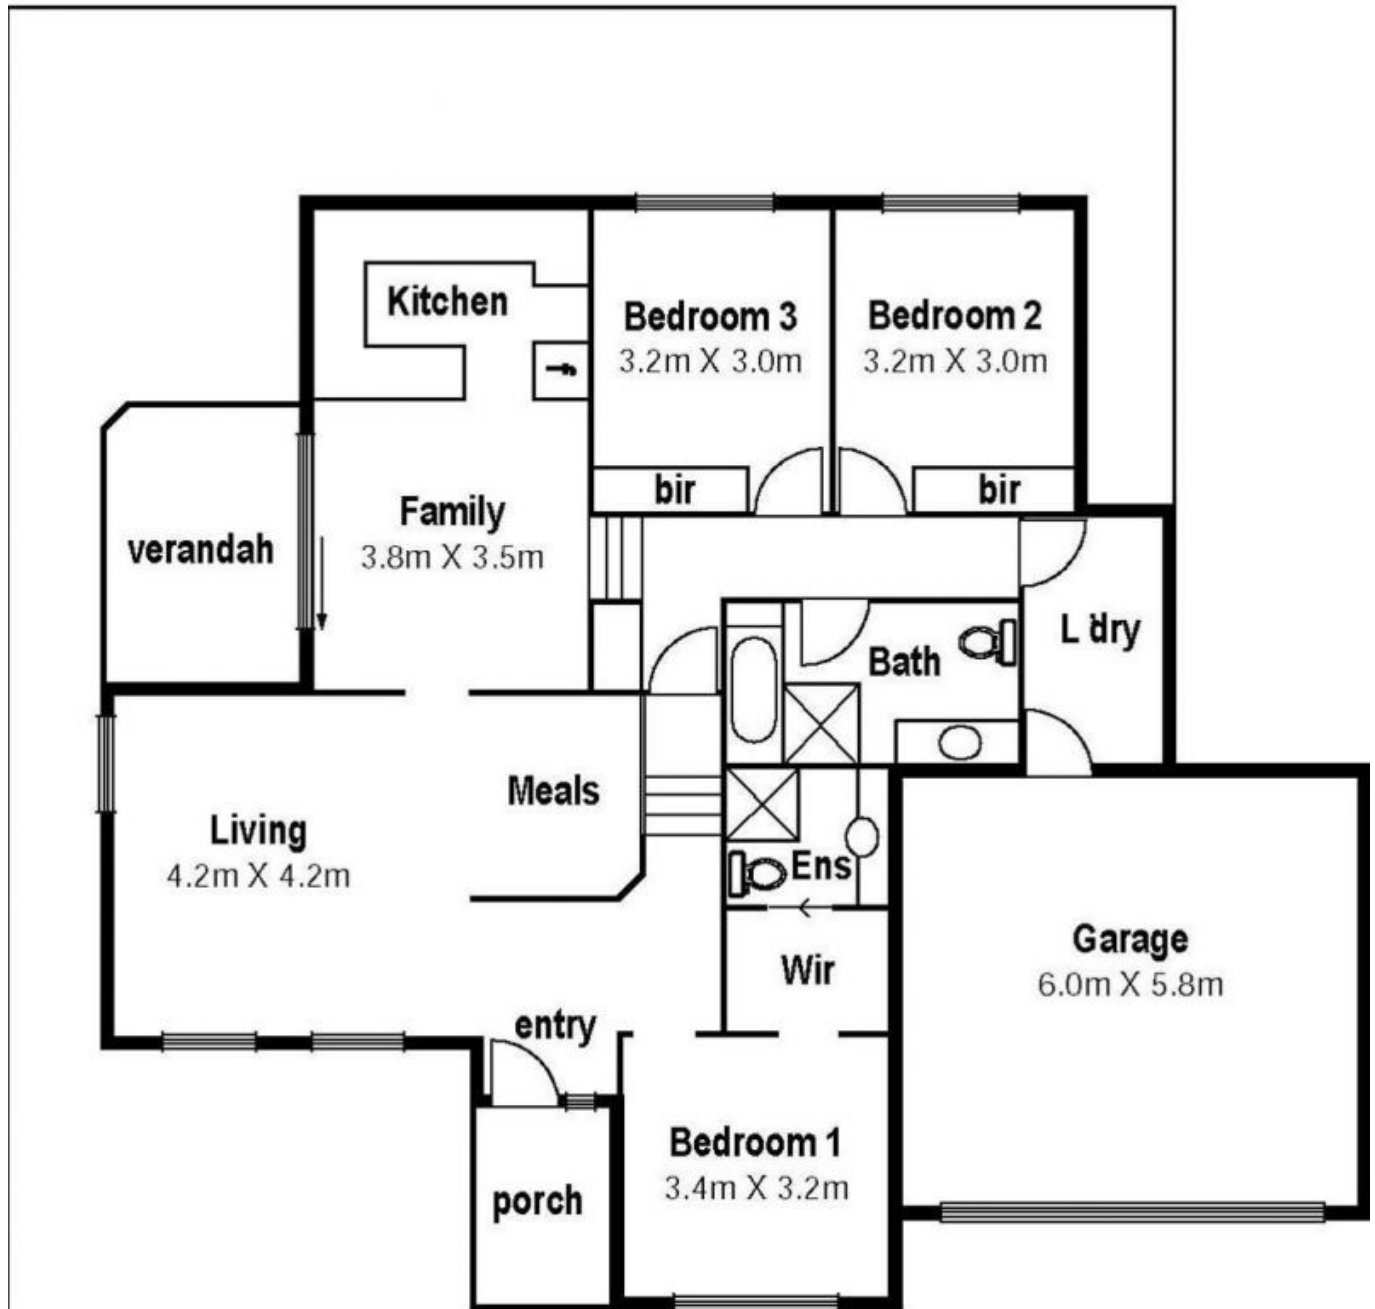 Kitchen
Bedroom 3
3.2m X 3.0m
Bedroom 2
3.2m X 3.0m
bir
bir
Family
3.8m X 3.5m
verandah
L'dry
Bath
Meals
Living
4.2m X 4.2m
Ens
Wir
Garage
6.0m X 5.8m
entry
Bedroom 1
3.4m X 3.2m
porch